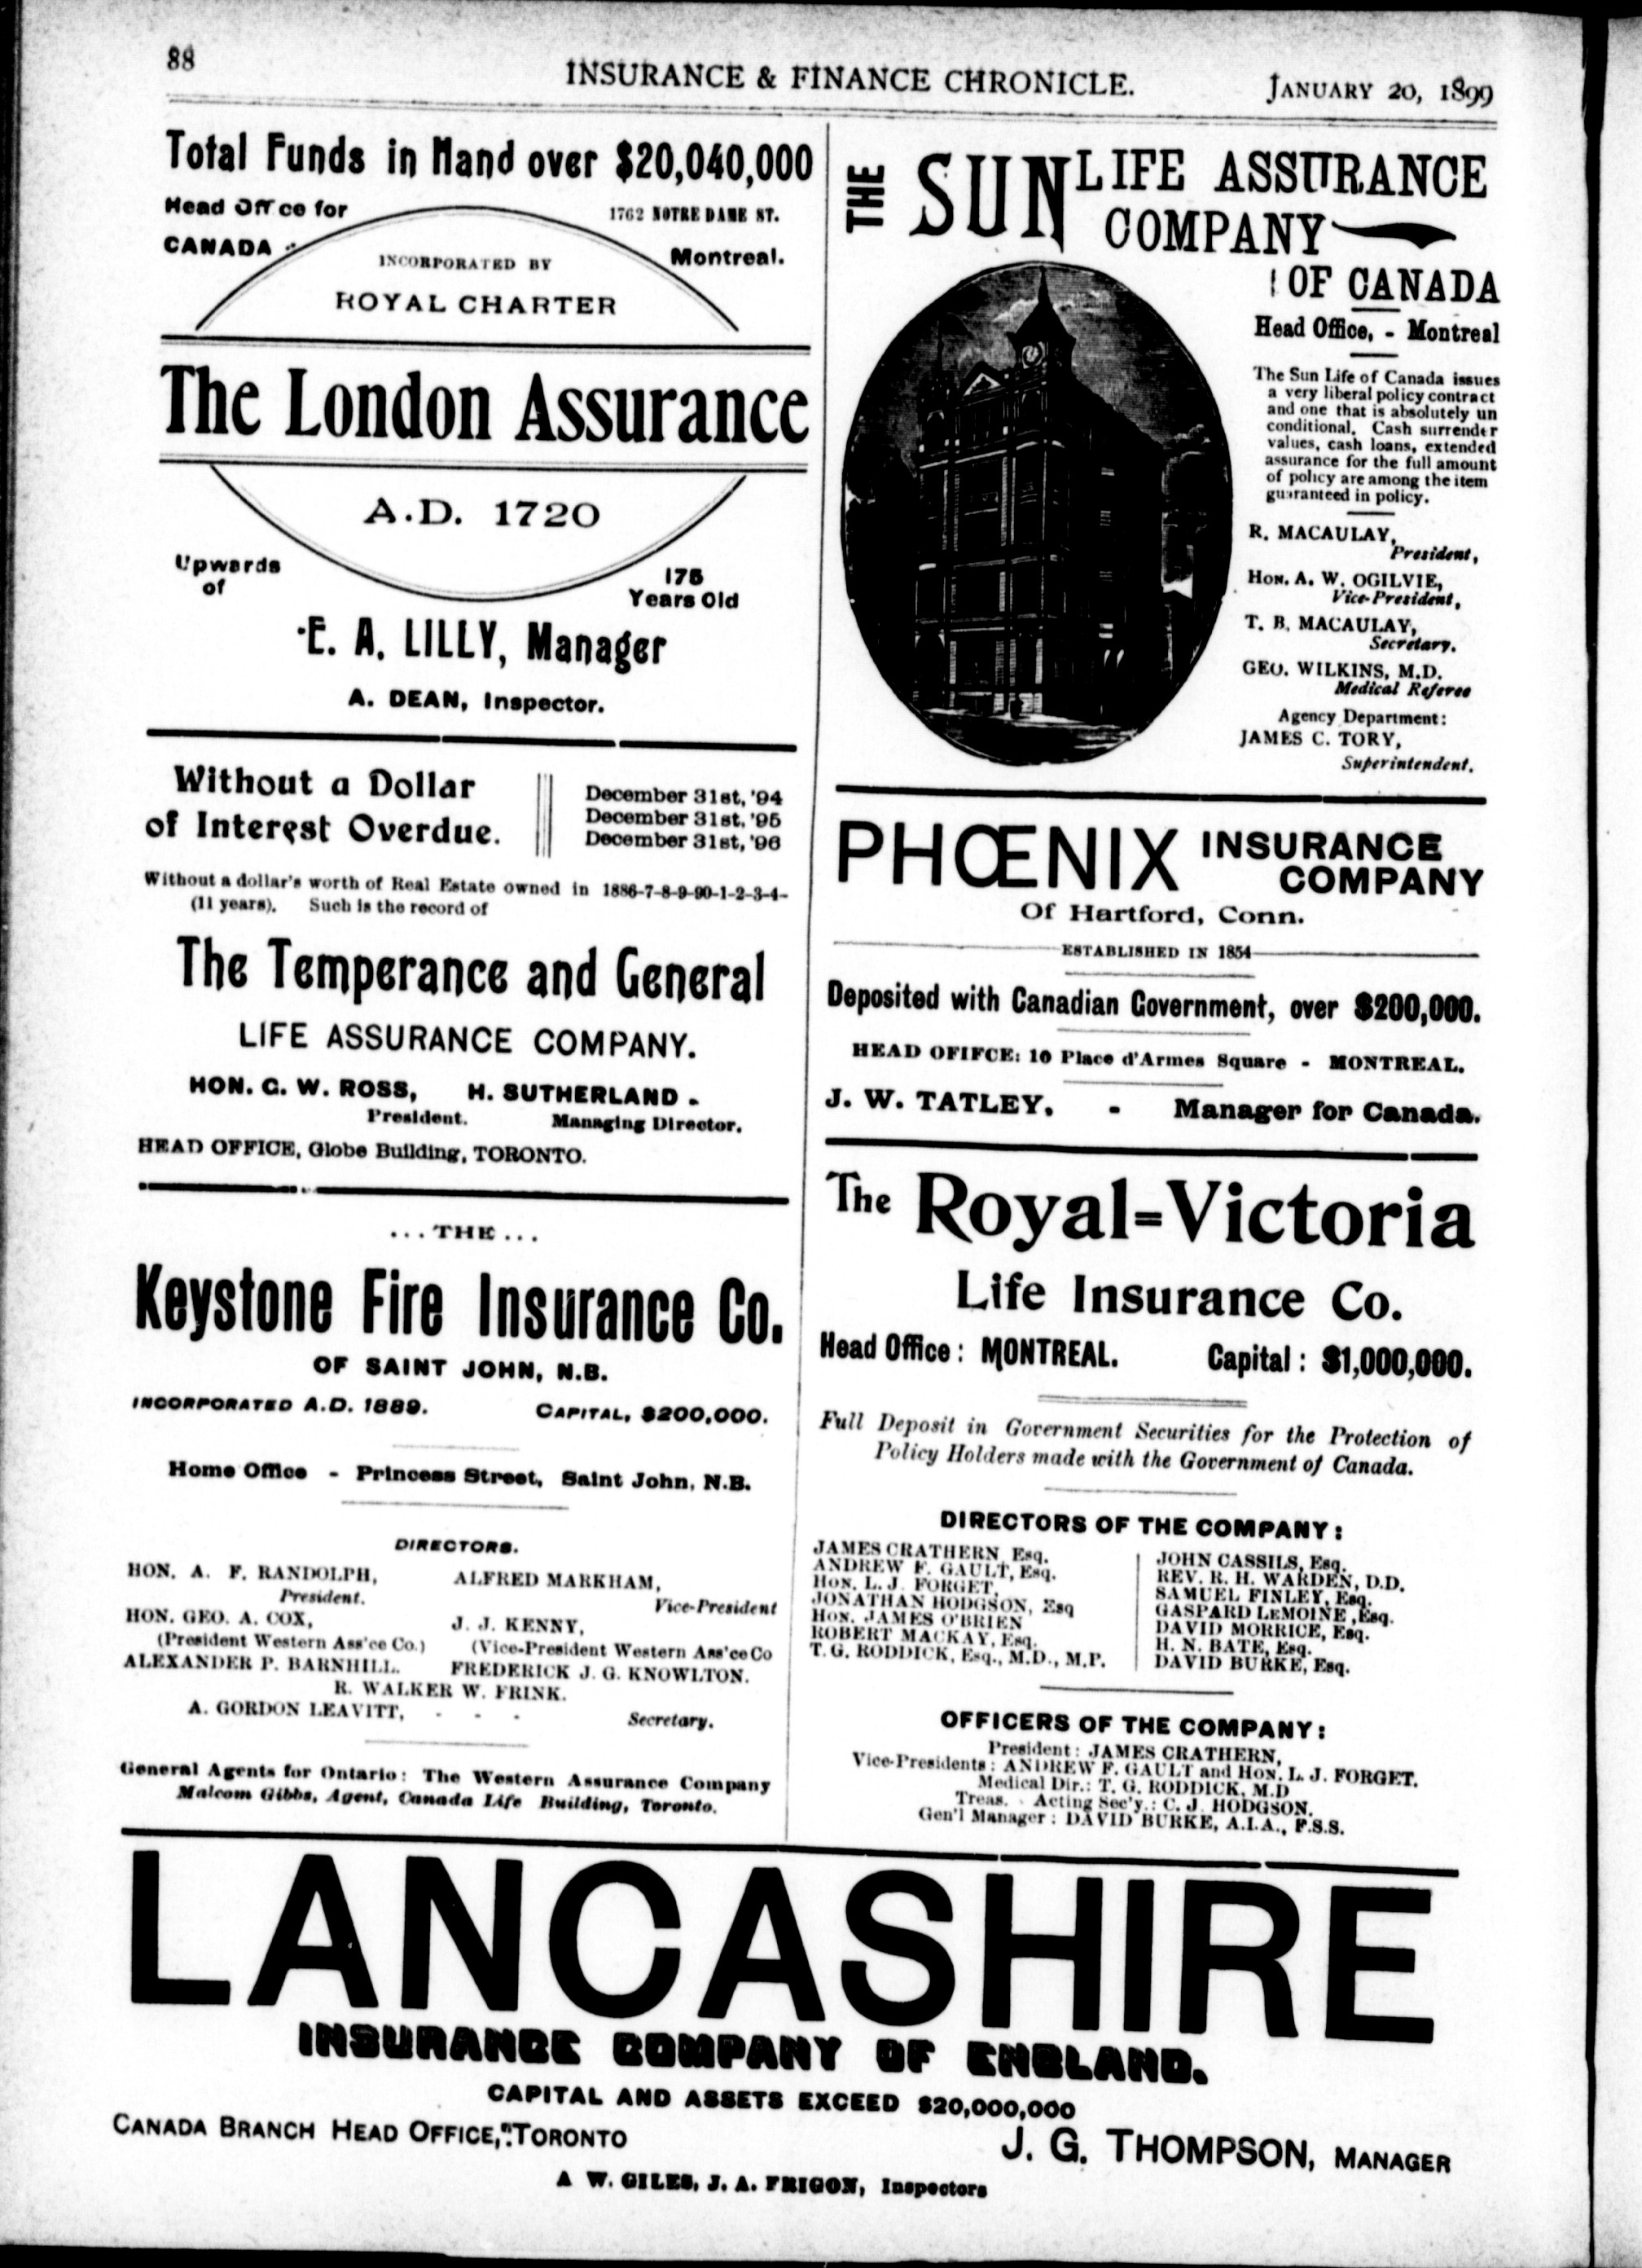 88
INSURANCE & FINANCE CHRONICLE.
JANUARY 20, 1899
Total Funds in Hand over $20,040,000
Head Office for
CANADA
1762 NOTRE DAME ST.
Montreal.
INCORPORATED BY
ROYAL CHARTER
The London Assurance
A.D. 1720
Upwards
of
175
Years Old
E. A. LILLY, Manager
A. DEAN, Inspector.
Without a Dollar
of Interest Overdue.
December 31st, '94
December 31st, '95
December 31st, '96
Without a dollar's worth of Real Estate owned in 1886-7-8-9-90-1-2-3-4-
(11 years). Such is the record of
The Temperance and General
LIFE ASSURANCE COMPANY.
HON. G. W. ROSS,
President.
H. SUTHERLAND -
Managing Director.
HEAD OFFICE, Globe Building, TORONTO.
...THE...
Keystone Fire Insurance Co.
OF SAINT JOHN, N.B.
INCORPORATED A.D. 1889. CAPITAL, $200,000.
Home Office - Princess Street, Saint John, N.B.
DIRECTORS.
HON. A. F. RANDOLPH,
President.
ALFRED MARKHAM,
Vice-President
HON. GEO. A. COX,
(President Western Ass'ce Co.)
J. J. KENNY,
(Vice-President Western Ass'ce Co
ALEXANDER P. BARNHILL. FREDERICK J. G. KNOWLTON.
R. WALKER W. FRINK.
A. GORDON LEAVITT, - - - Secretary.
General Agents for Ontario: The Western Assurance Company
Malcom Gibbs, Agent, Canada Life Building, Toronto.
THE SUN LIFE ASSURANCE
COMPANY
OF CANADA
Head Office, - Montreal
The Sun Life of Canada issues
a very liberal policy contract
and one that is absolutely un
conditional. Cash surrender
values, cash loans, extended
assurance for the full amount
of policy are among the item
guaranteed in policy.
R. MACAULAY,
President,
HON. A. W. OGILVIE,
Vice-President,
T. B. MACAULAY,
Secretary.
GEO. WILKINS, M.D.
Medical Referee
Agency Department:
JAMES C. TORY,
Superintendent.
PHŒNIX INSURANCE
COMPANY
Of Hartford, Conn.
ESTABLISHED IN 1854
Deposited with Canadian Government, over $200,000.
HEAD OFIFCE: 10 Place d'Armes Square - MONTREAL.
J. W. TATLEY. - Manager for Canada.
The Royal=Victoria
Life Insurance Co.
Head Office: MONTREAL. Capital: $1,000,000.
Full Deposit in Government Securities for the Protection of
Policy Holders made with the Government of Canada.
DIRECTORS OF THE COMPANY:
JAMES CRATHERN Esq.
ANDREW F. GAULT, Esq.
HON. L. J. FORGET,
JONATHAN HODGSON, Esq
HON. JAMES O'BRIEN
ROBERT MACKAY, Esq.
T. G. RODDICK, Esq., M.D., M.P.
JOHN CASSILS, Esq.
REV. R. H. WARDEN, D.D.
SAMUEL FINLEY, Esq.
GASPARD LEMOINE, Esq.
DAVID MORRICE, Esq.
H. N. BATE, Esq.
DAVID BURKE, Esq.
OFFICERS OF THE COMPANY:
President: JAMES CRATHERN,
Vice-Presidents: ANDREW F. GAULT and HON. L. J. FORGET.
Medical Dir.: T. G. RODDICK, M.D
Treas. Acting Sec'y.: C. J. HODGSON.
Gen'l Manager: DAVID BURKE, A.I.A., F.S.S.
LANCASHIRE
INSURANCE COMPANY OF ENGLAND.
CAPITAL AND ASSETS EXCEED $20,000,000
CANADA BRANCH HEAD OFFICE, TORONTO
J. G. THOMPSON, MANAGER
A W. GILES, J. A. FRIGON, Inspectors